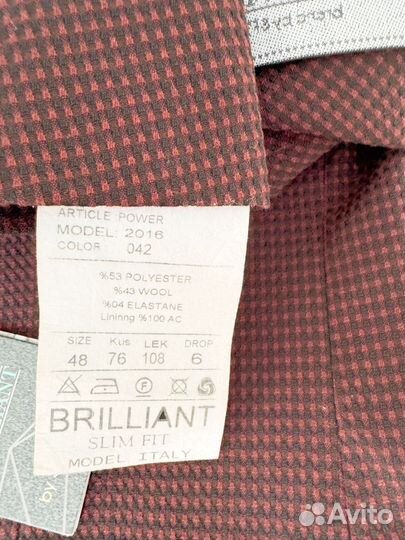 ARTICLE POWER
MODEL: 2016
COLOR: 042
%53 POLYESTER
%43 WOOL
%04 ELASTANE
Lining %100 AC
SIZE Kus LEK DROP
48 76 108 6
BRILLIANT
SLIM FIT
MODEL ITALY
by
Avito